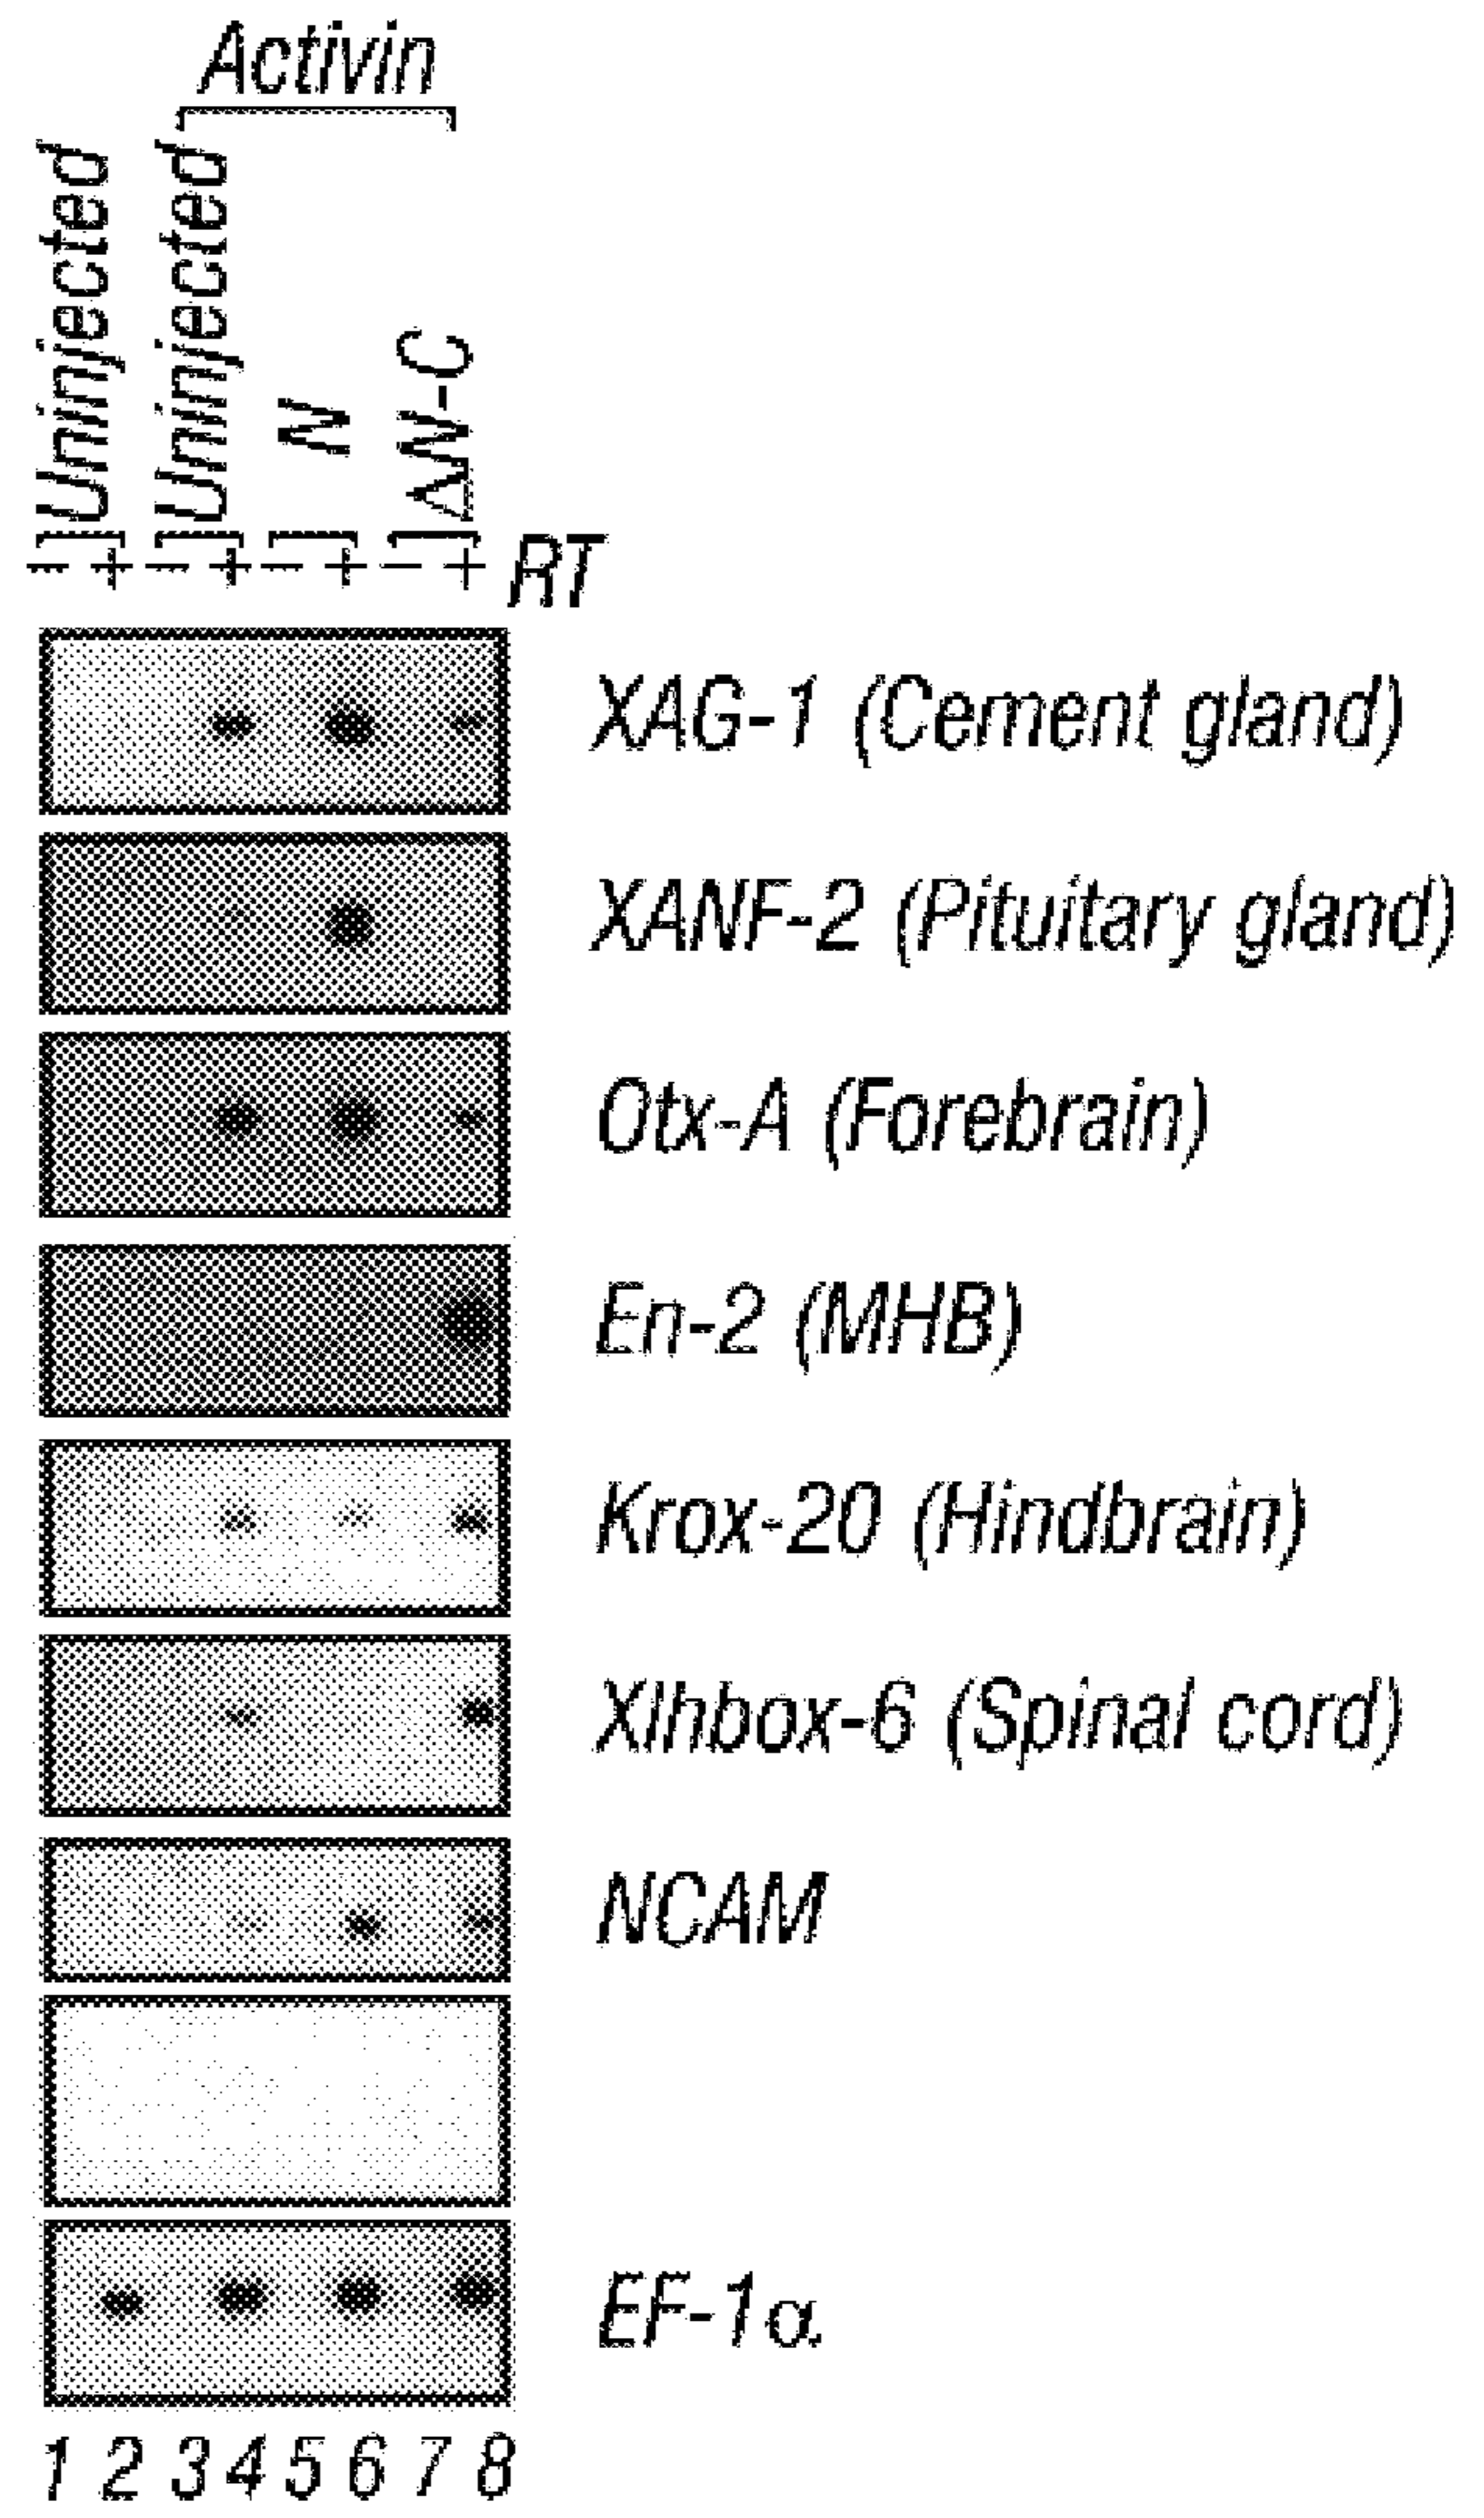 Activin
Uninjected
Uninjected
N
ΔN-C
- + - + - + - + RT
XAG-1 (Cement gland)
XANF-2 (Pituitary gland)
Otx-A (Forebrain)
En-2 (MHB)
Krox-20 (Hindbrain)
Xlhbox-6 (Spinal cord)
NCAM
EF-1α
1 2 3 4 5 6 7 8